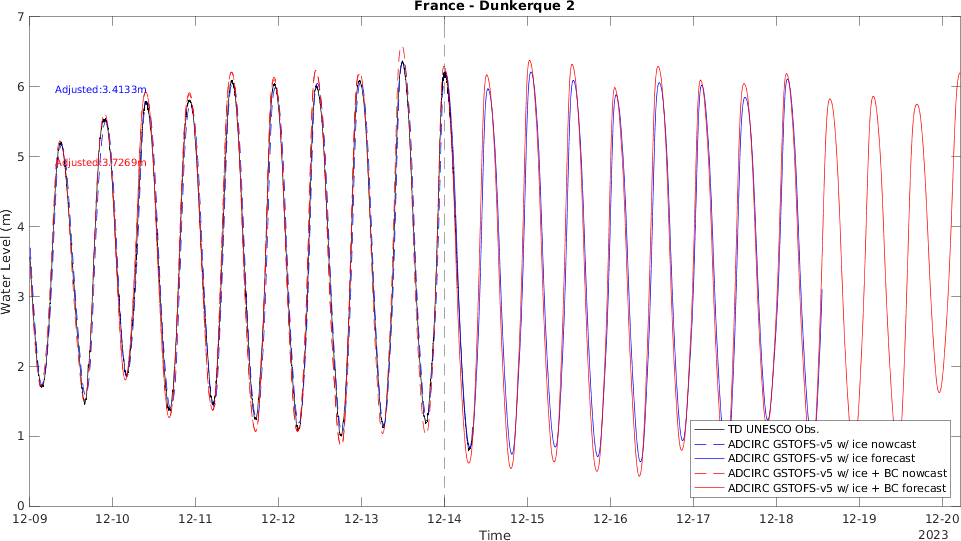 France - Dunkerque 2
7
6
5
4
3
2
1
0
Water Level (m)
Adjusted:3.4133m
Adjusted:3.7269m
TD UNESCO Obs.
ADCIRC GSTOFS-v5 w/ ice nowcast
ADCIRC GSTOFS-v5 w/ ice forecast
ADCIRC GSTOFS-v5 w/ ice + BC nowcast
ADCIRC GSTOFS-v5 w/ ice + BC forecast
12-09 12-10 12-11 12-12 12-13 12-14 12-15 12-16 12-17 12-18 12-19 12-20
Time
2023